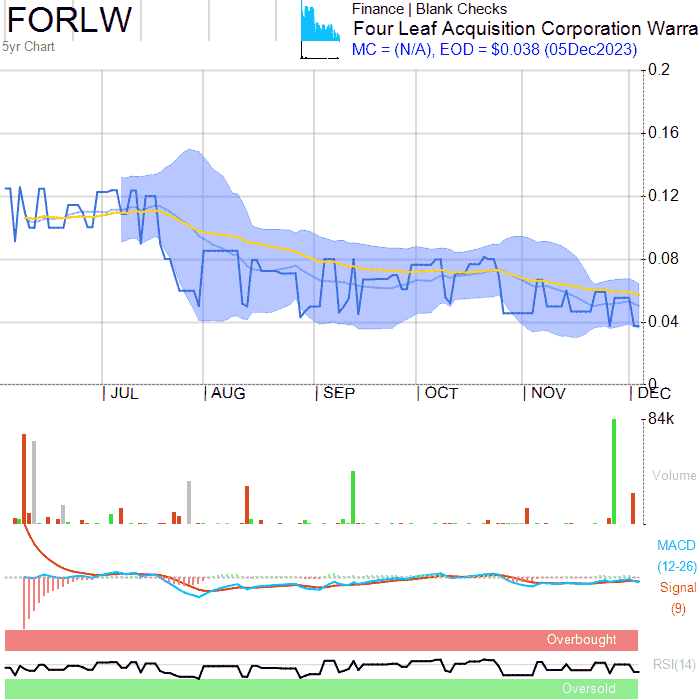 FORLW
5yr Chart
Finance | Blank Checks
Four Leaf Acquisition Corporation Warra
MC = (N/A), EOD = $0.038 (05Dec2023)
0.2
0.16
0.12
0.08
0.04
0
JUL AUG SEP OCT NOV DEC
84k
Volume
MACD
(12-26)
Signal
(9)
Overbought
RSI(14)
Oversold